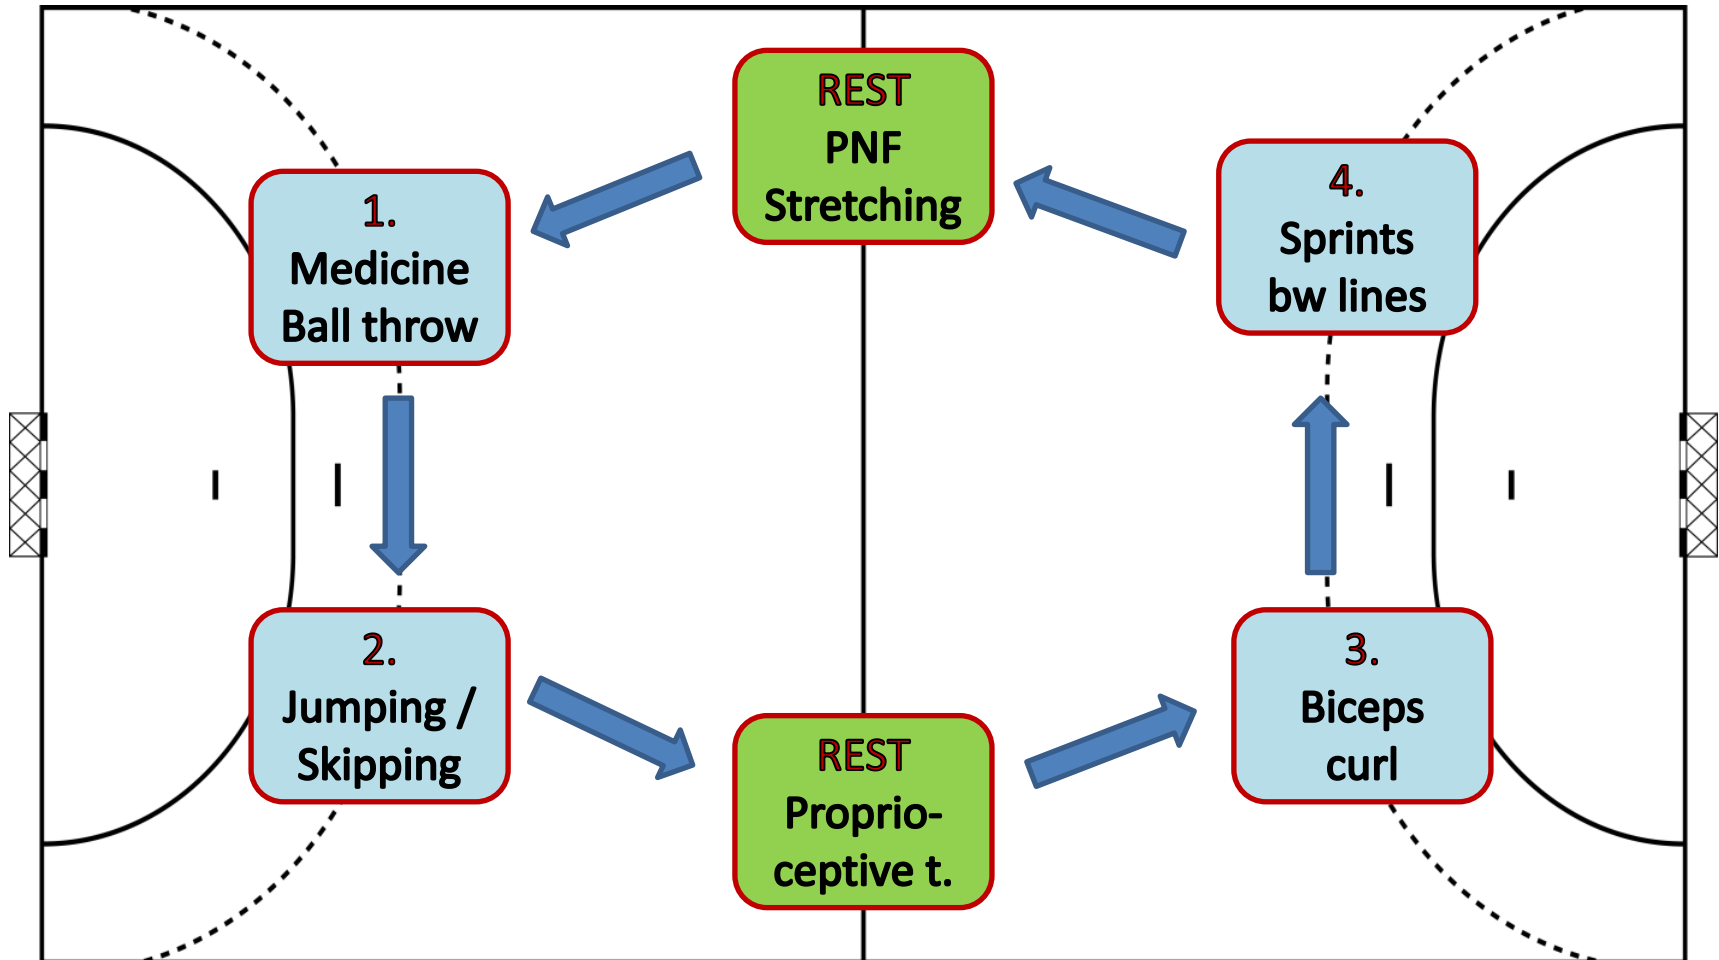 REST
PNF
Stretching
1.
Medicine
Ball throw
4.
Sprints
bw lines
2.
Jumping /
Skipping
REST
Proprio-
ceptive t.
3.
Biceps
curl